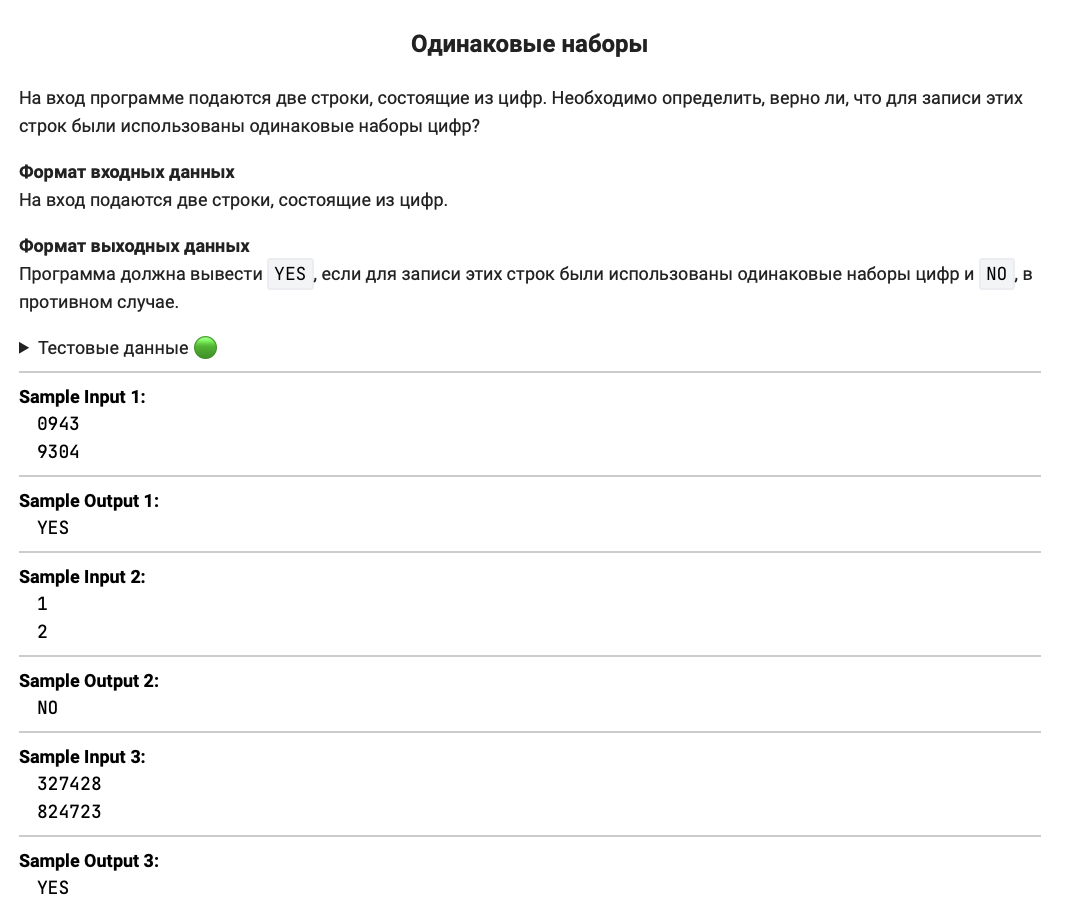 Одинаковые наборы
На вход программе подаются две строки, состоящие из цифр. Необходимо определить, верно ли, что для записи этих
строк были использованы одинаковые наборы цифр?
Формат входных данных
На вход подаются две строки, состоящие из цифр.
Формат выходных данных
Программа должна вывести YES, если для записи этих строк были использованы одинаковые наборы цифр и NO, в
противном случае.
Тестовые данные
Sample Input 1:
0943
9304
Sample Output 1:
YES
Sample Input 2:
1
2
Sample Output 2:
NO
Sample Input 3:
327428
824723
Sample Output 3:
YES